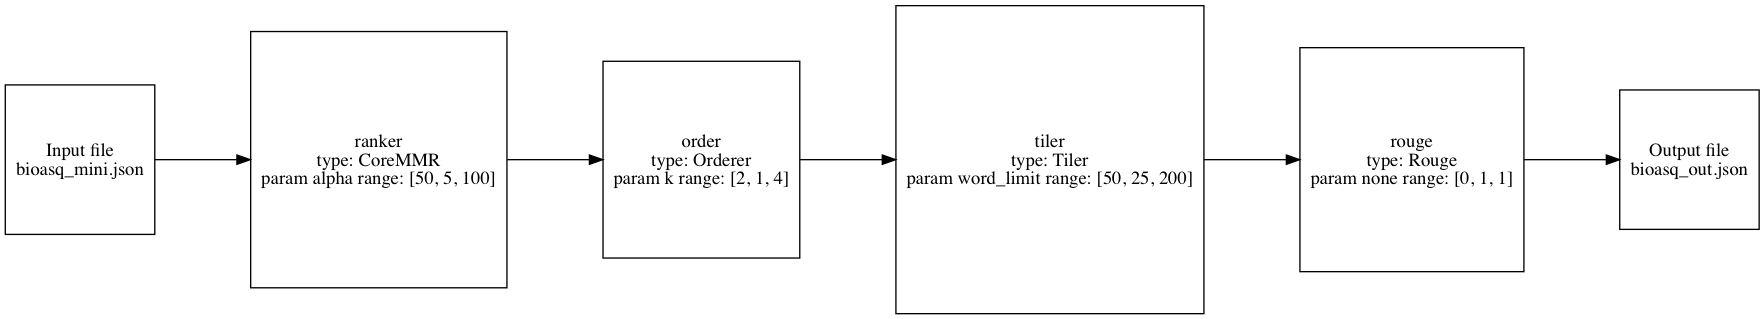 Input file
bioasq_mini.json
ranker
type: CoreMMR
param alpha range: [50, 5, 100]
order
type: Orderer
param k range: [2, 1, 4]
tiler
type: Tiler
param word_limit range: [50, 25, 200]
rouge
type: Rouge
param none range: [0, 1, 1]
Output file
bioasq_out.json